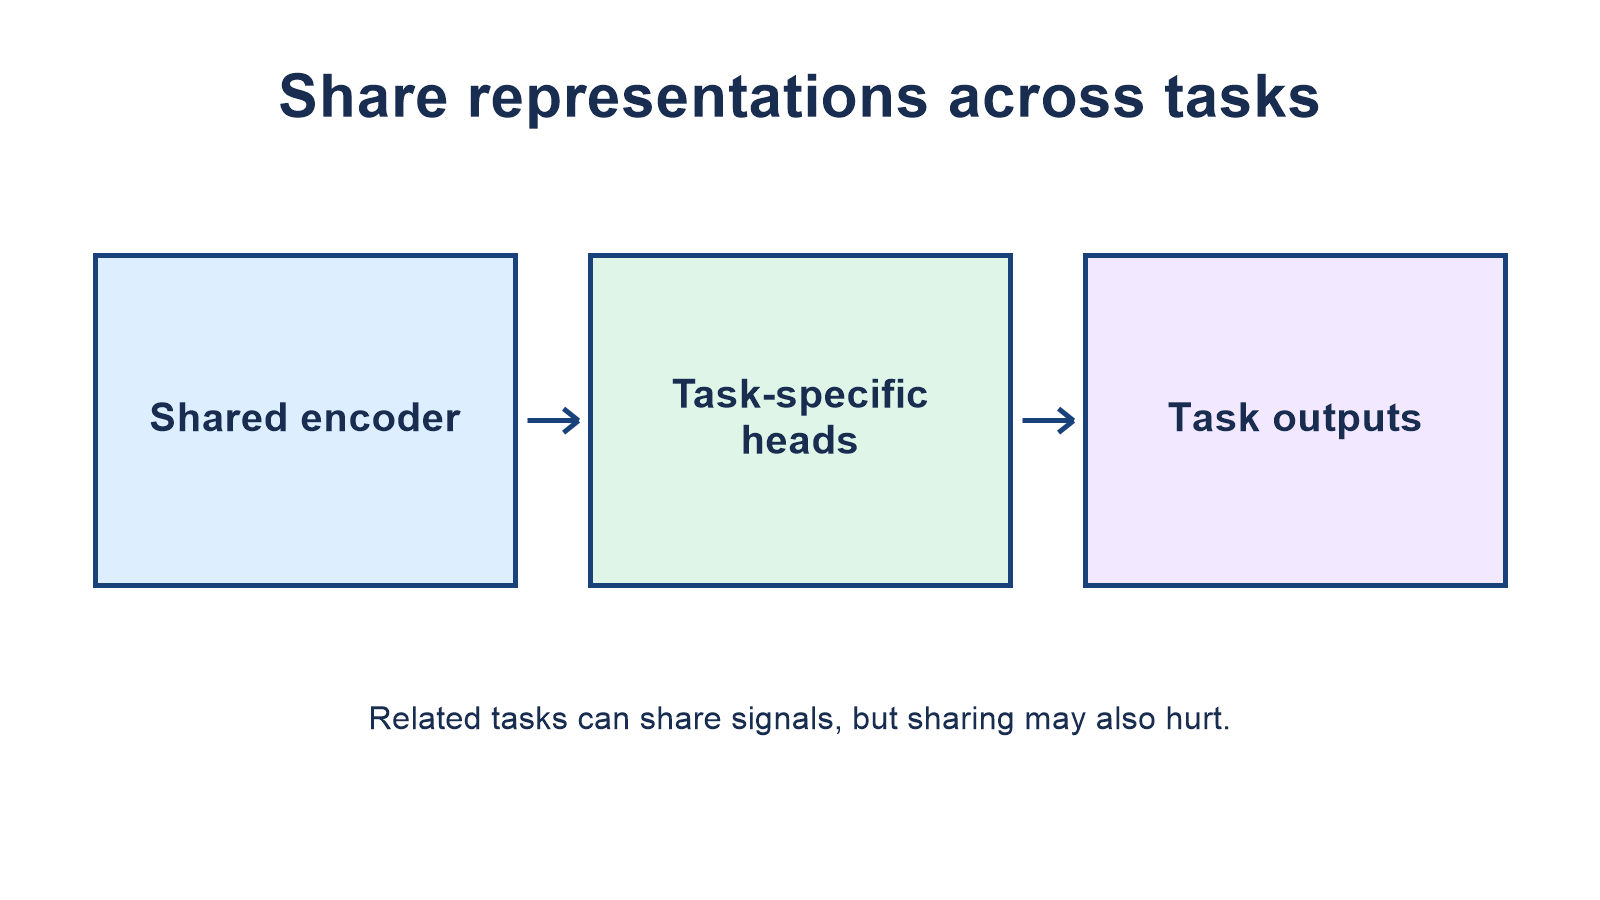 Share representations across tasks
Shared encoder
Task-specific
heads
Task outputs
Related tasks can share signals, but sharing may also hurt.